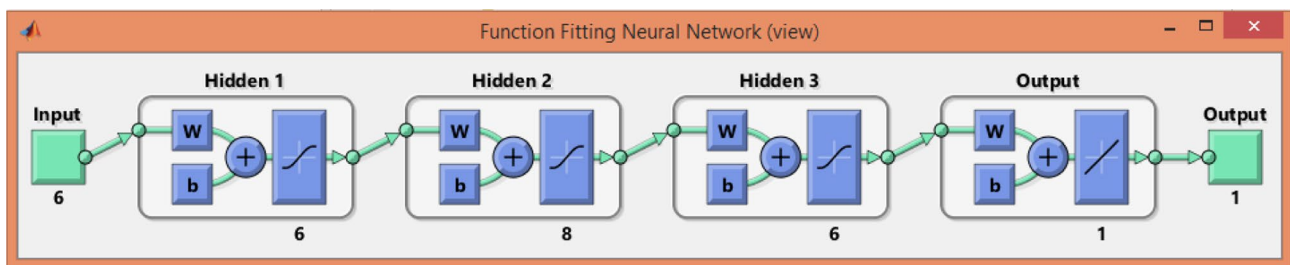 Function Fitting Neural Network (view)
Hidden 1
Hidden 2
Hidden 3
Output
Input
Output
W
W
W
W
b
b
b
b
6
6
8
6
1
1